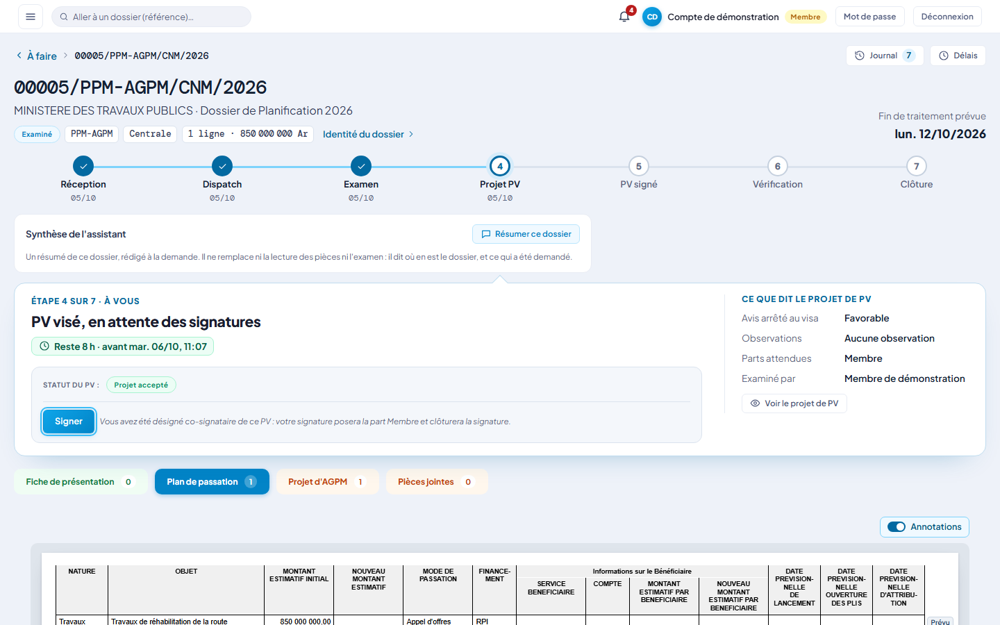 Aller à un dossier (référence)...
4
CD
Compte de démonstration
Membre
Mot de passe
Déconnexion
À faire
00005/PPM-AGPM/CNM/2026
Journal 7
Délais
00005/PPM-AGPM/CNM/2026
MINISTERE DES TRAVAUX PUBLICS · Dossier de Planification 2026
Fin de traitement prévue
lun. 12/10/2026
Examiné
PPM-AGPM
Centrale
1 ligne · 850 000 000 Ar
Identité du dossier
4
5
6
7
Réception
Dispatch
Examen
Projet PV
PV signé
Vérification
Clôture
05/10
05/10
05/10
05/10
Synthèse de l'assistant
Résumer ce dossier
Un résumé de ce dossier, rédigé à la demande. Il ne remplace ni la lecture des pièces ni l'examen : il dit où en est le dossier, et ce qui a été demandé.
ÉTAPE 4 SUR 7 · À VOUS
PV visé, en attente des signatures
Reste 8 h · avant mar. 06/10, 11:07
STATUT DU PV :
Projet accepté
Signer
Vous avez été désigné co-signataire de ce PV : votre signature posera la part Membre et clôturera la signature.
CE QUE DIT LE PROJET DE PV
Avis arrêté au visa
Favorable
Observations
Aucune observation
Parts attendues
Membre
Examiné par
Membre de démonstration
Voir le projet de PV
Fiche de présentation 0
Plan de passation 1
Projet d'AGPM 1
Pièces jointes 0
Annotations
NATURE
OBJET
MONTANT
ESTIMATIF INITIAL
NOUVEAU
MONTANT
ESTIMATIF
MODE DE
PASSATION
FINANCE-
MENT
Informations sur le Bénéficiaire
SERVICE
BENEFICIAIRE
COMPTE
MONTANT
ESTIMATIF PAR
BENEFICIAIRE
NOUVEAU
MONTANT
ESTIMATIF PAR
BENEFICIAIRE
DATE
PREVISION-
NELLE
DE
LANCEMENT
DATE
PREVISION-
NELLE
OUVERTURE
DES PLIS
DATE
PREVISION-
NELLE
D'ATTRIBU-
TION
Travaux
Travaux de réhabilitation de la route
850 000 000,00
Appel d'offres
RPI
Prévu